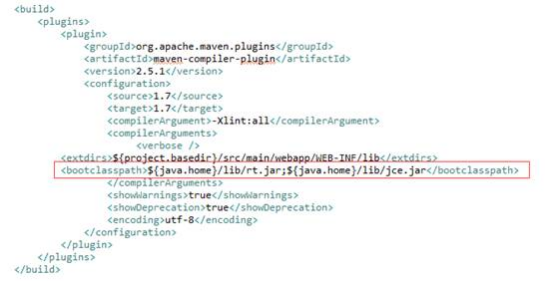 <build>
<plugins>
<plugin>
<groupId>org.apache.maven.plugins</groupId>
<artifactId>maven-compiler-plugin</artifactId>
<version>2.5.1</version>
<configuration>
<source>1.7</source>
<target>1.7</target>
<compilerArgument>-Xlint:all</compilerArgument>
<compilerArguments>
<verbose />
<extdirs>${project.basedir}/src/main/webapp/WEB-INF/lib</extdirs>
<bootclasspath>${java.home}/lib/rt.jar;${java.home}/lib/jce.jar</bootclasspath>
</compilerArguments>
<showWarnings>true</showWarnings>
<showDeprecation>true</showDeprecation>
<encoding>utf-8</encoding>
</configuration>
</plugin>
</plugins>
</build>